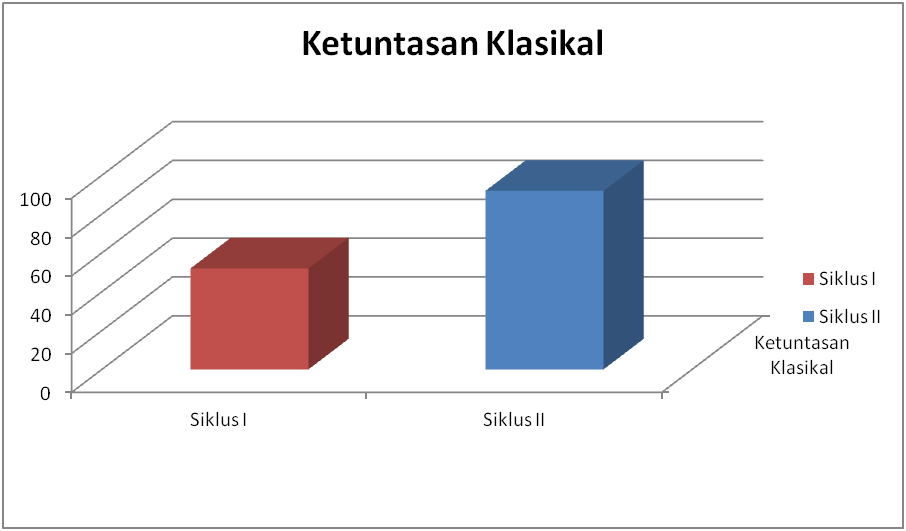 Ketuntasan Klasikal
100
80
60
40
20
0
Siklus I
Siklus II
Ketuntasan
Klasikal
Siklus I
Siklus II